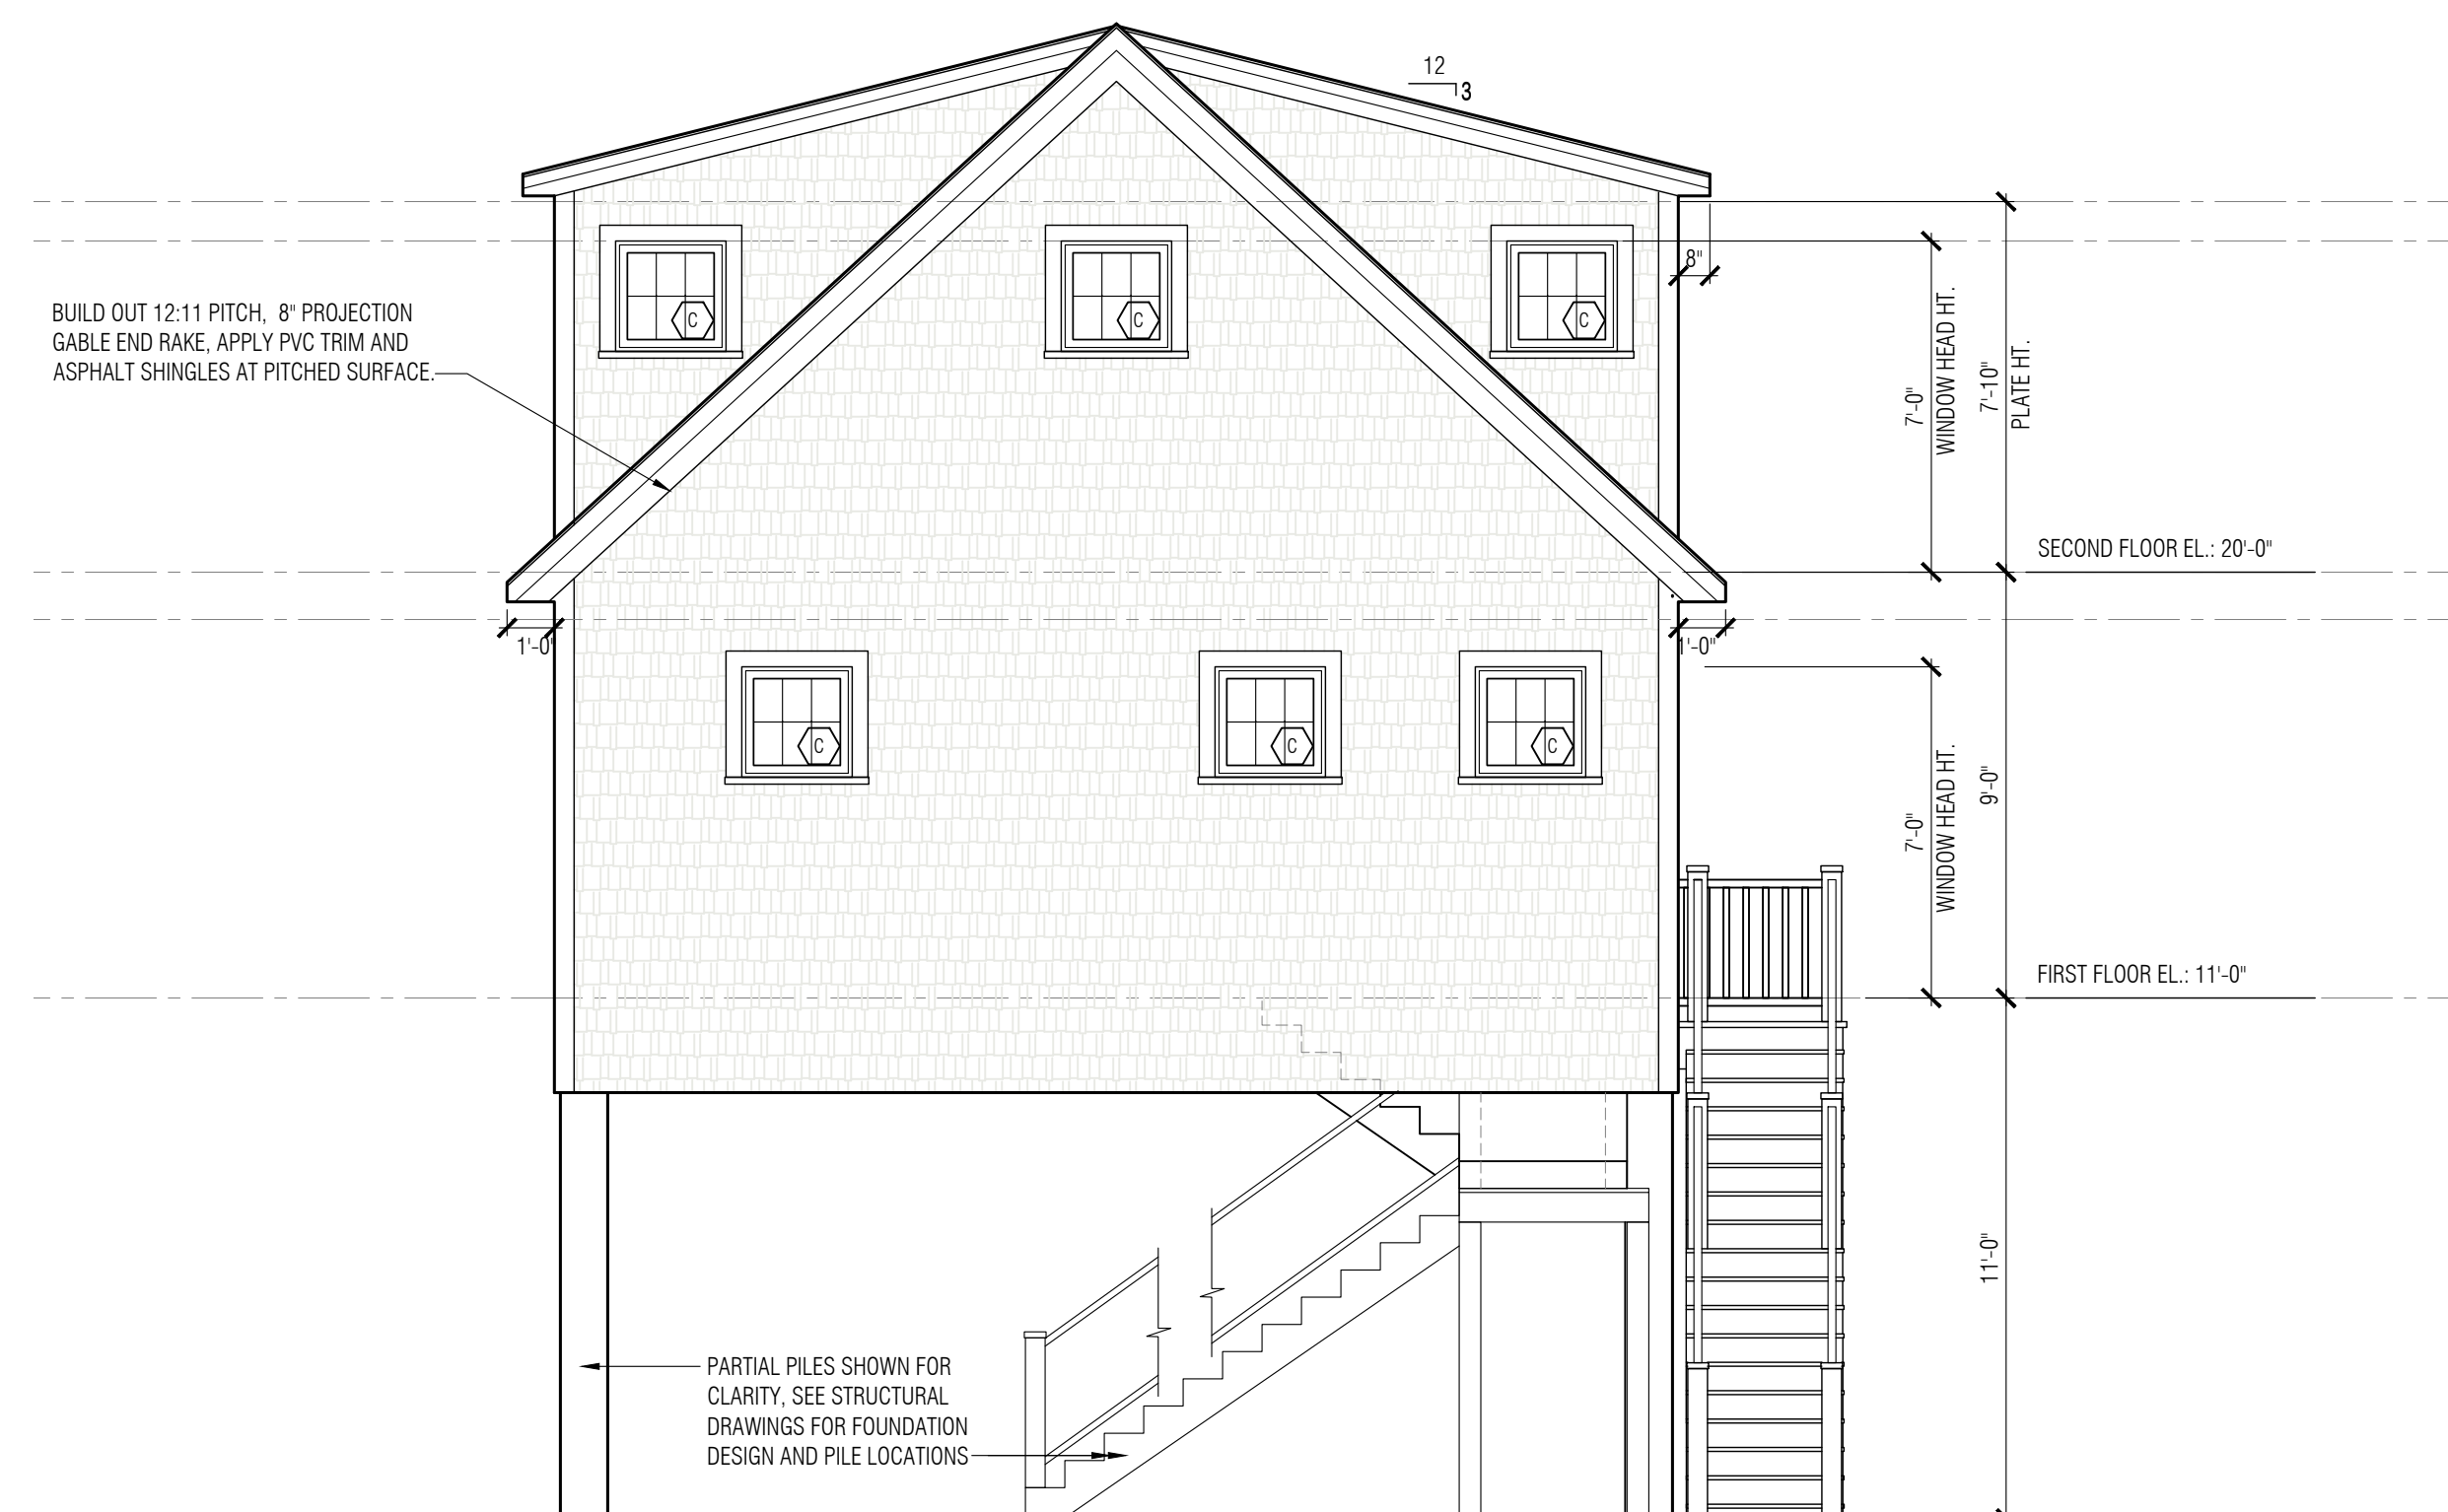 12
3
8"
BUILD OUT 12:11 PITCH, 8" PROJECTION
GABLE END RAKE, APPLY PVC TRIM AND
ASPHALT SHINGLES AT PITCHED SURFACE.
C
C
C
7'-0"
WINDOW HEAD HT.
7'-10"
PLATE HT.
SECOND FLOOR EL.: 20'-0"
1'-0"
1'-0"
C
C
C
7'-0"
WINDOW HEAD HT.
9'-0"
FIRST FLOOR EL.: 11'-0"
11'-0"
PARTIAL PILES SHOWN FOR
CLARITY, SEE STRUCTURAL
DRAWINGS FOR FOUNDATION
DESIGN AND PILE LOCATIONS